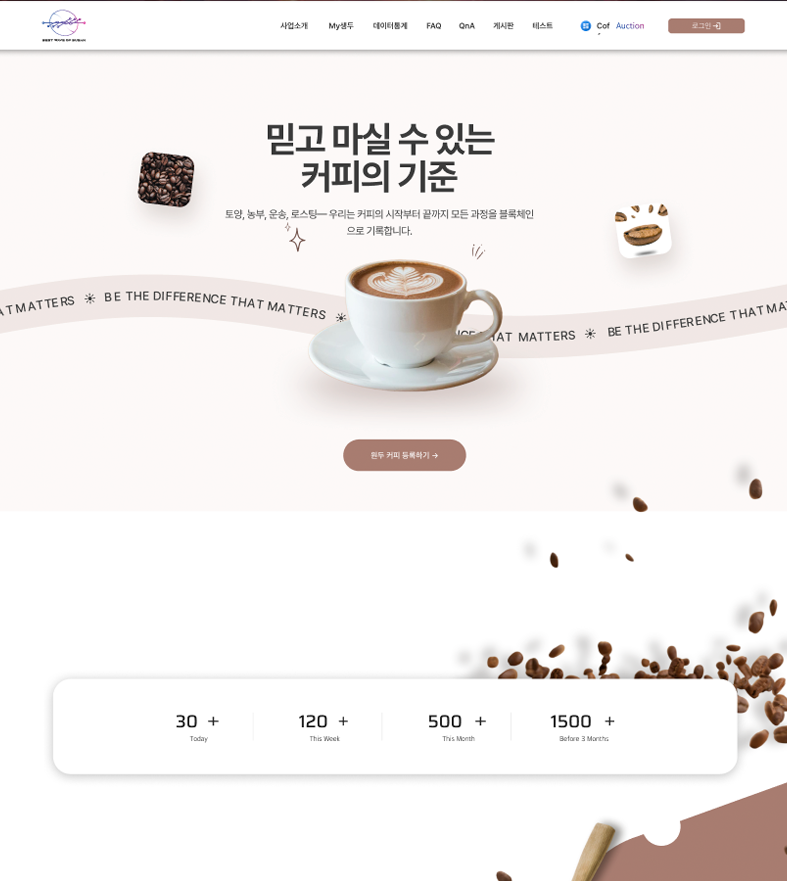 BEST WAVE OF SUDAM
사업소개 My생두 데이터통계 FAQ QnA 게시판 테스트 Cof Auction 로그인
믿고 마실 수 있는
커피의 기준
토양, 농부, 운송, 로스팅— 우리는 커피의 시작부터 끝까지 모든 과정을 블록체인
으로 기록합니다.
AT MATTERS ☀ BE THE DIFFERENCE THAT MATTERS ☀
THAT MATTERS ☀ BE THE DIFFERENCE THAT MA
원두 커피 등록하기 →
30 + 120 + 500 + 1500 +
Today This Week This Month Before 3 Months